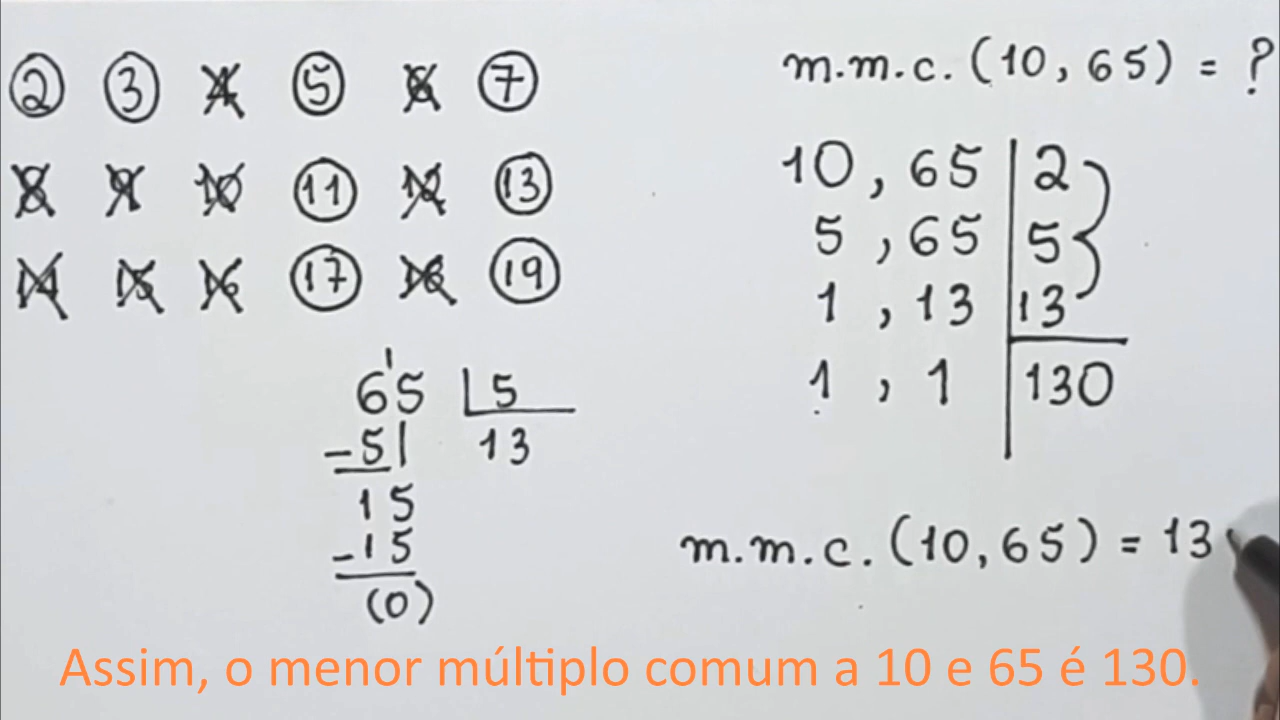 2 3 4 5 6 7
8 9 10 11 12 13
14 15 16 17 18 19
1
65 5
-5 13
15
-15
(0)
m.m.c. (10, 65) = ?
10, 65 2
5, 65 5
1, 13 13
1, 1 130
m.m.c. (10, 65) = 13
Assim, o menor múltiplo comum a 10 e 65 é 130.